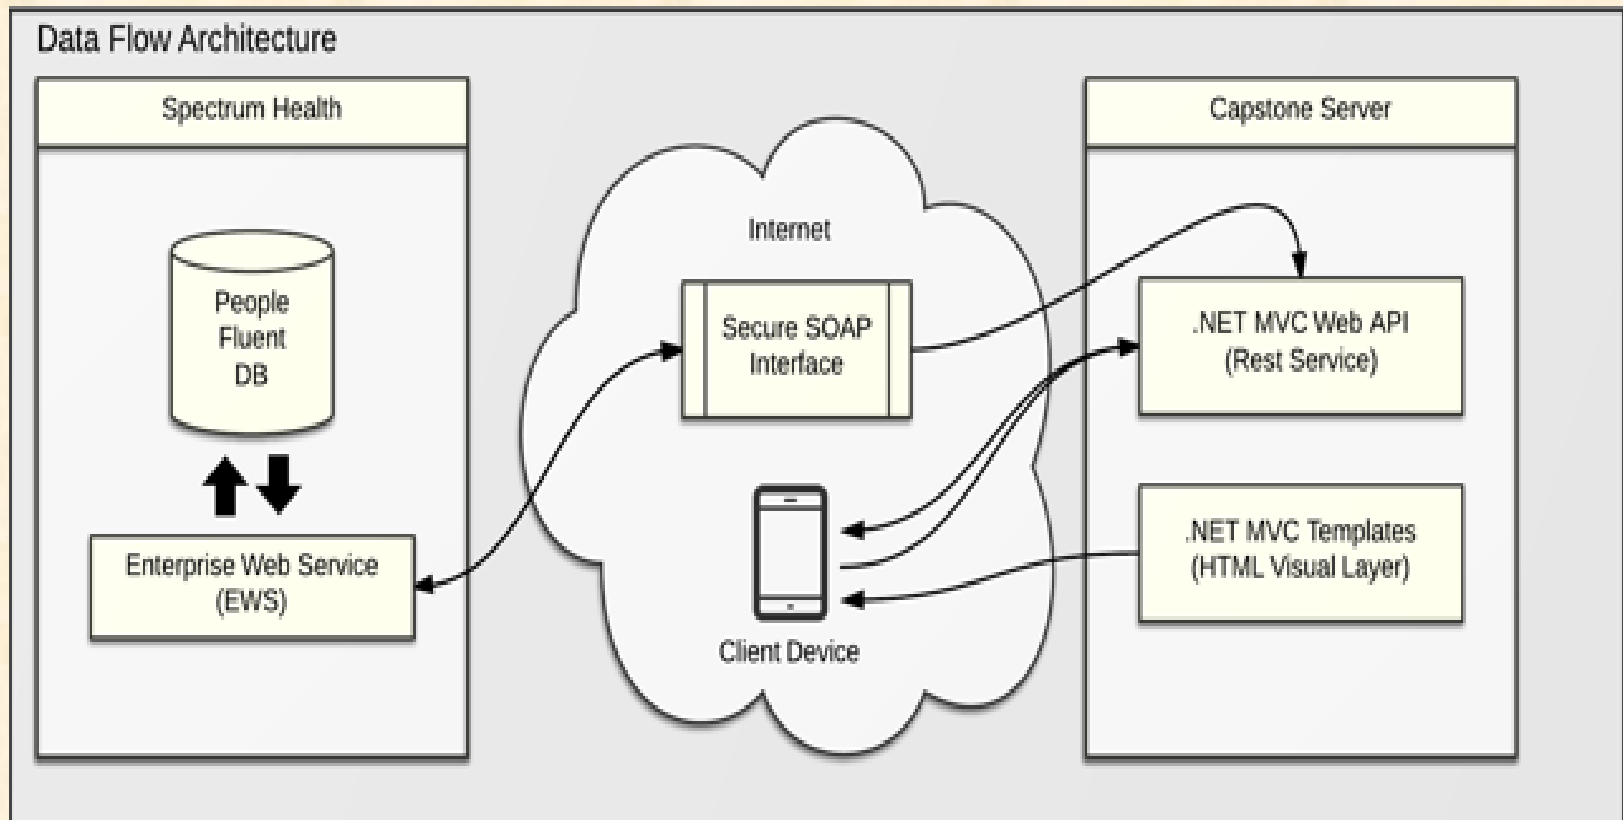 Data Flow Architecture
Spectrum Health
People
Fluent
DB
Enterprise Web Service
(EWS)
Internet
Secure SOAP
Interface
Client Device
Capstone Server
.NET MVC Web API
(Rest Service)
.NET MVC Templates
(HTML Visual Layer)